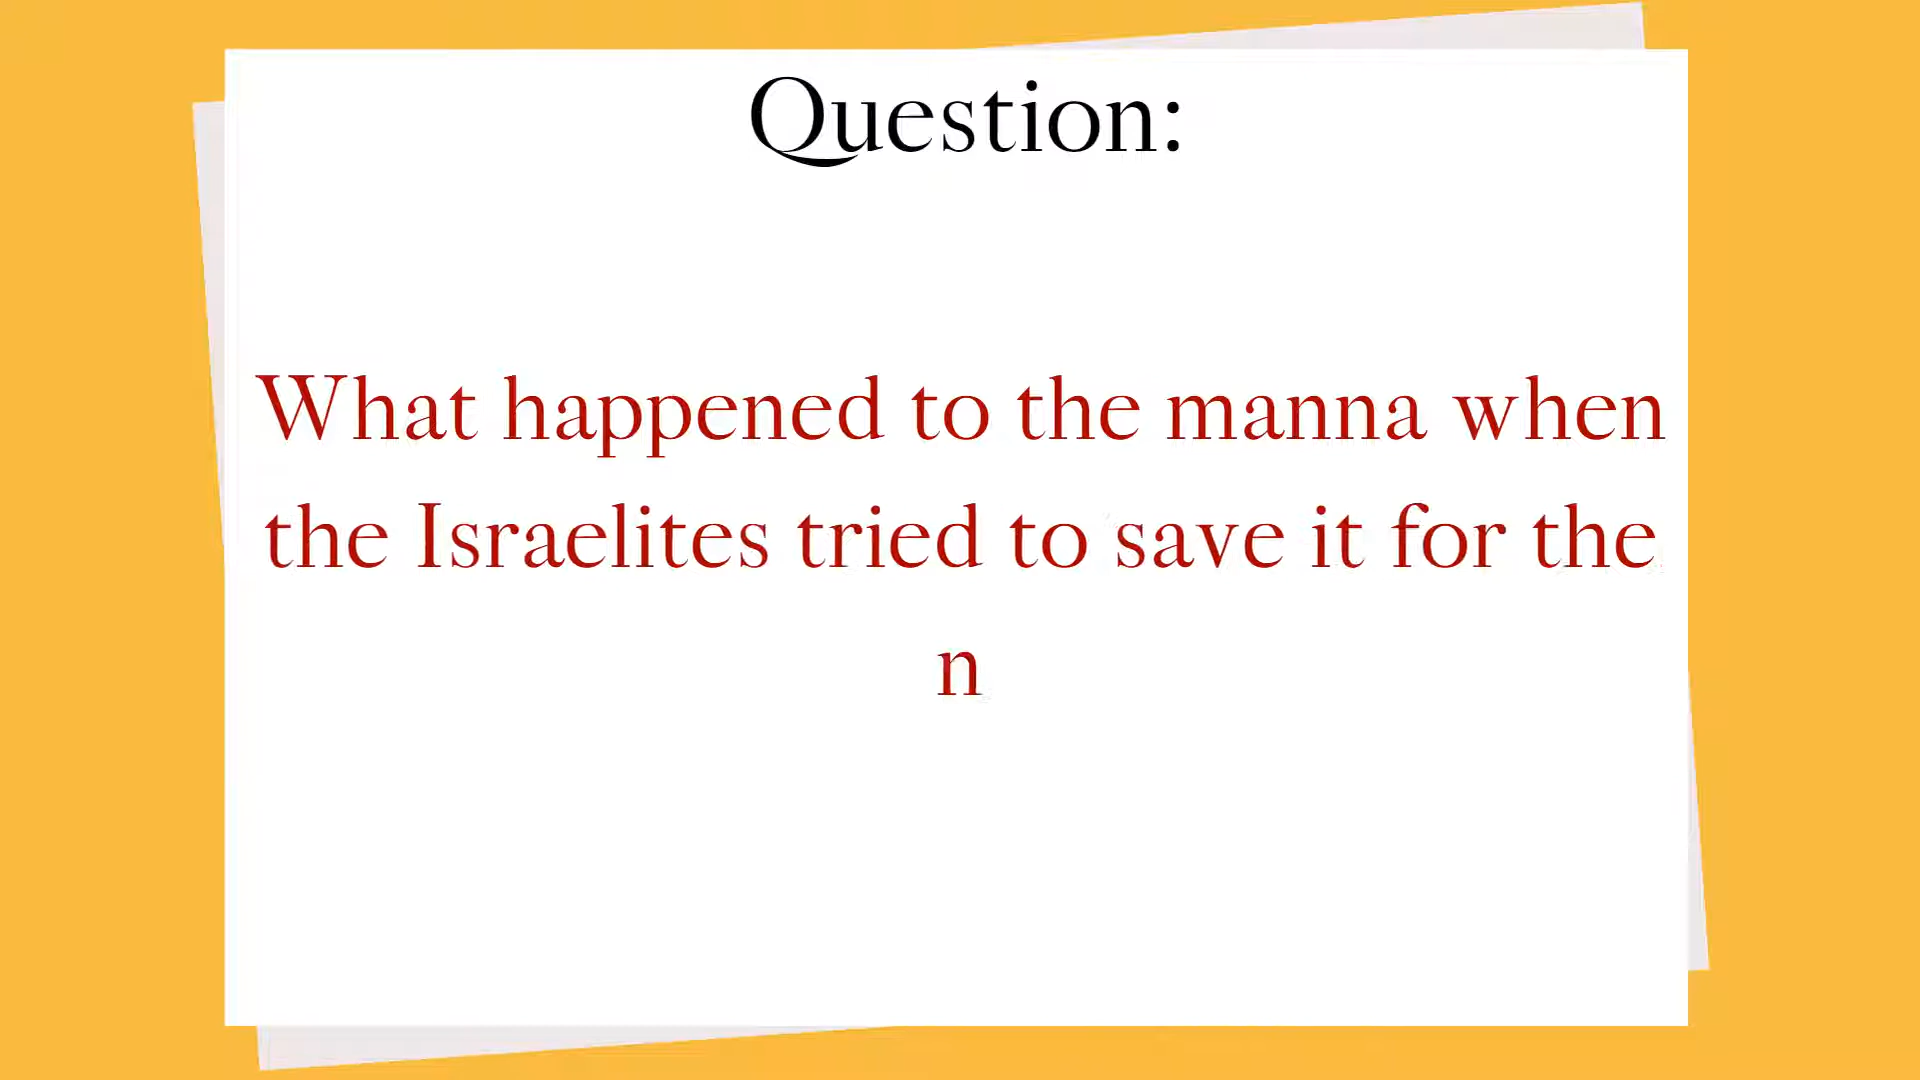 Question:
What happened to the manna when
the Israelites tried to save it for the
n